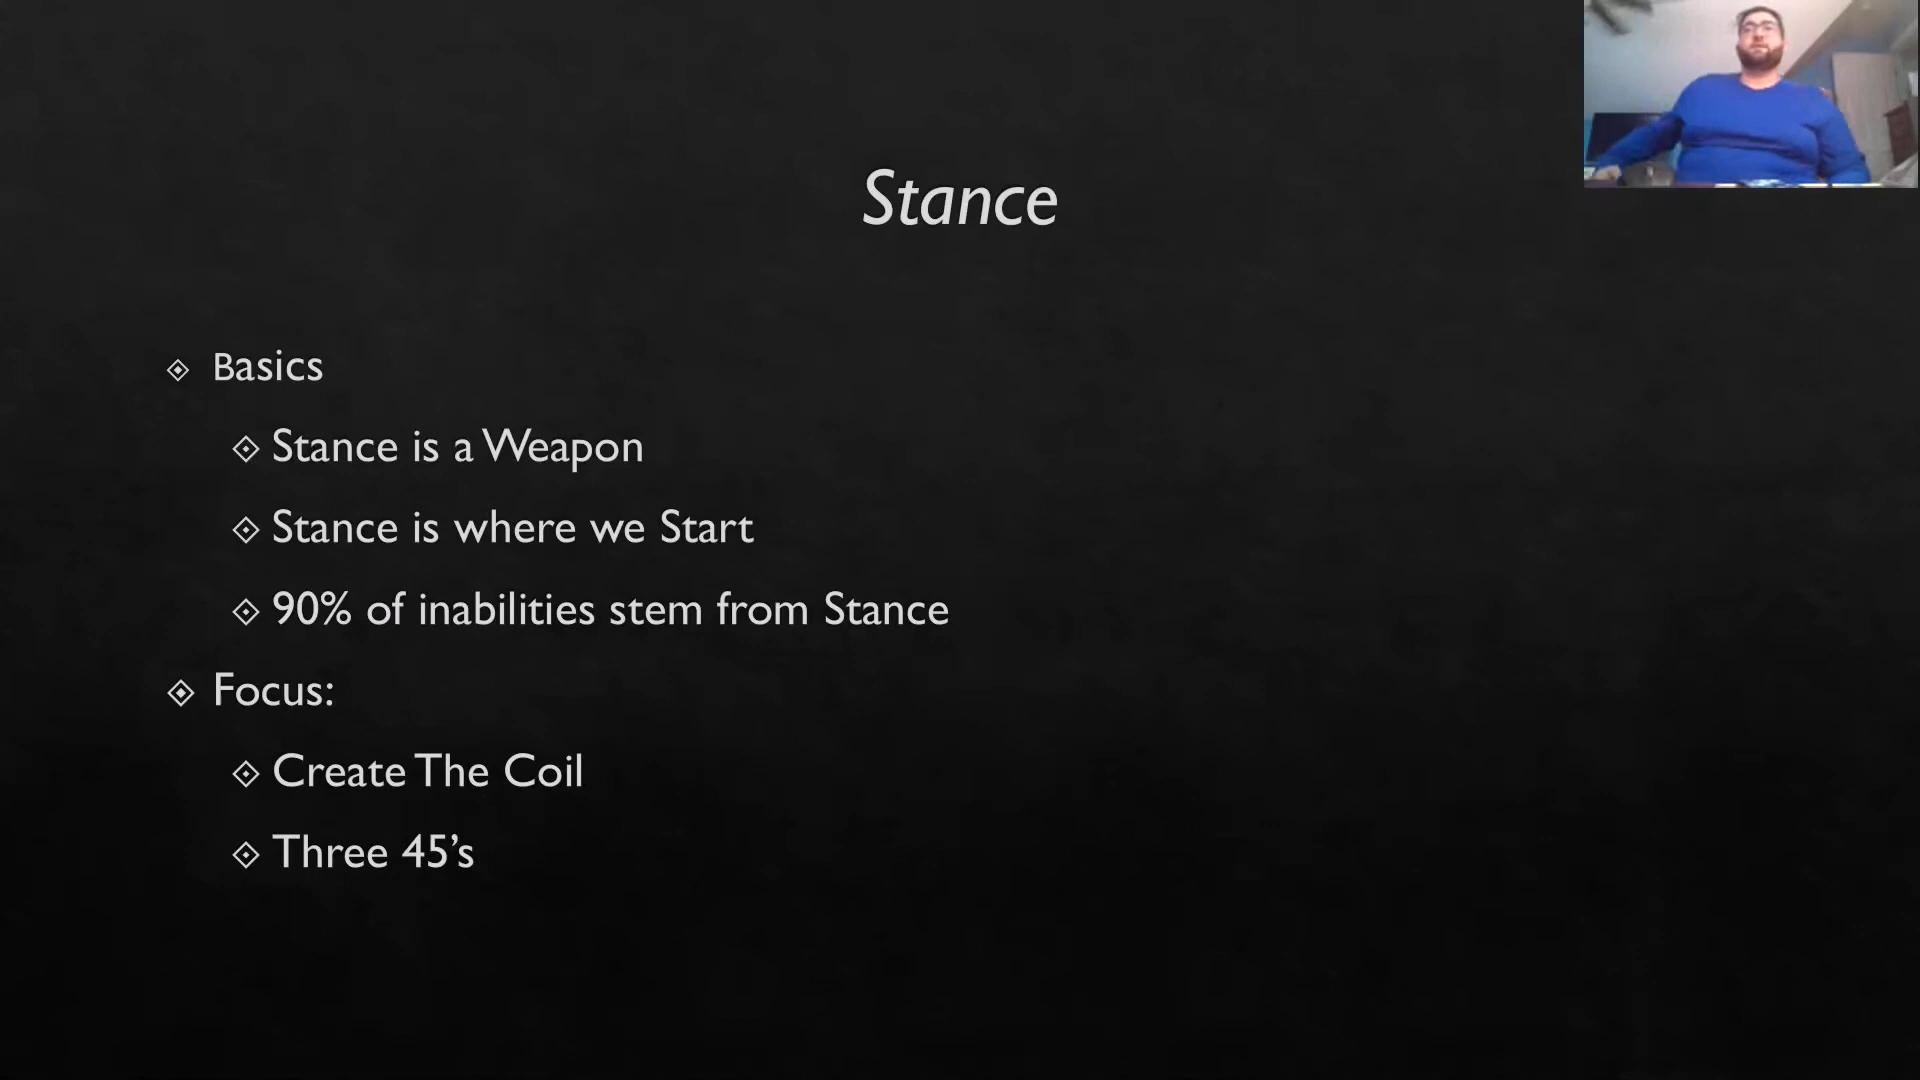 Stance
Basics
Stance is a Weapon
Stance is where we Start
90% of inabilities stem from Stance
Focus:
Create The Coil
Three 45’s